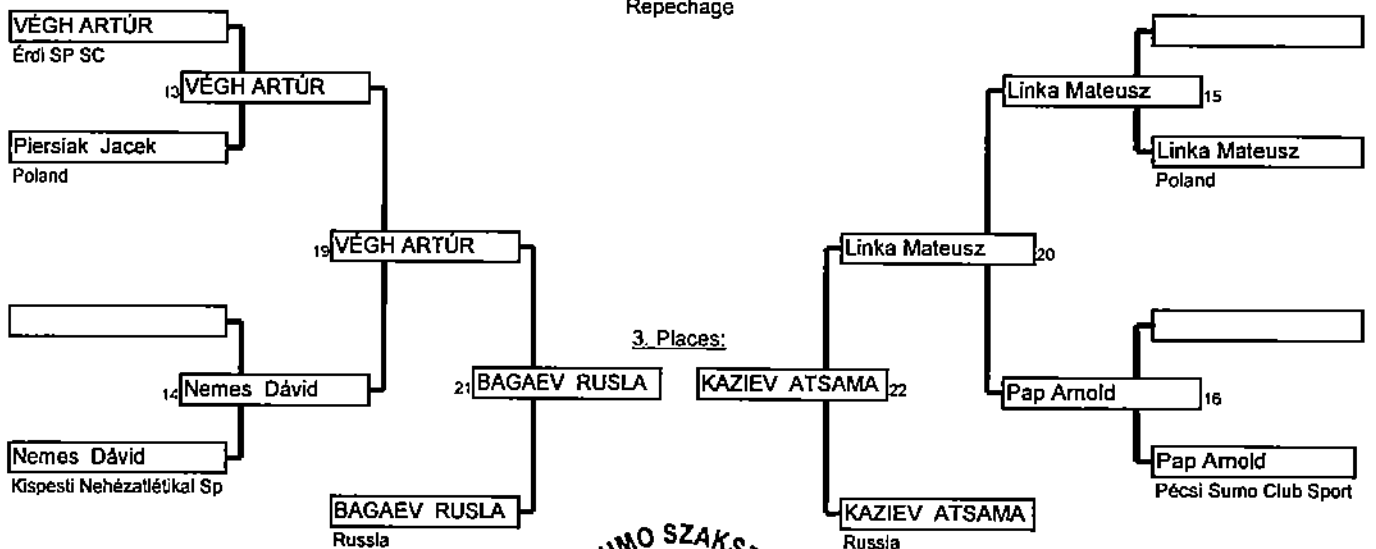 Repechage
VÉGH ARTÚR
Érdi SP SC
13 VÉGH ARTÚR
Piersiak Jacek
Poland
19 VÉGH ARTÚR
14 Nemes Dávid
Nemes Dávid
Kispesti Nehézatlétikai Sp
21 BAGAEV RUSLA
BAGAEV RUSLA
Russia
3. Places:
Linka Mateusz 15
Linka Mateusz
Poland
Linka Mateusz 20
KAZIEV ATSAMA 22
Pap Arnold 16
Pap Arnold
Pécsi Sumo Club Sport
KAZIEV ATSAMA
Russia